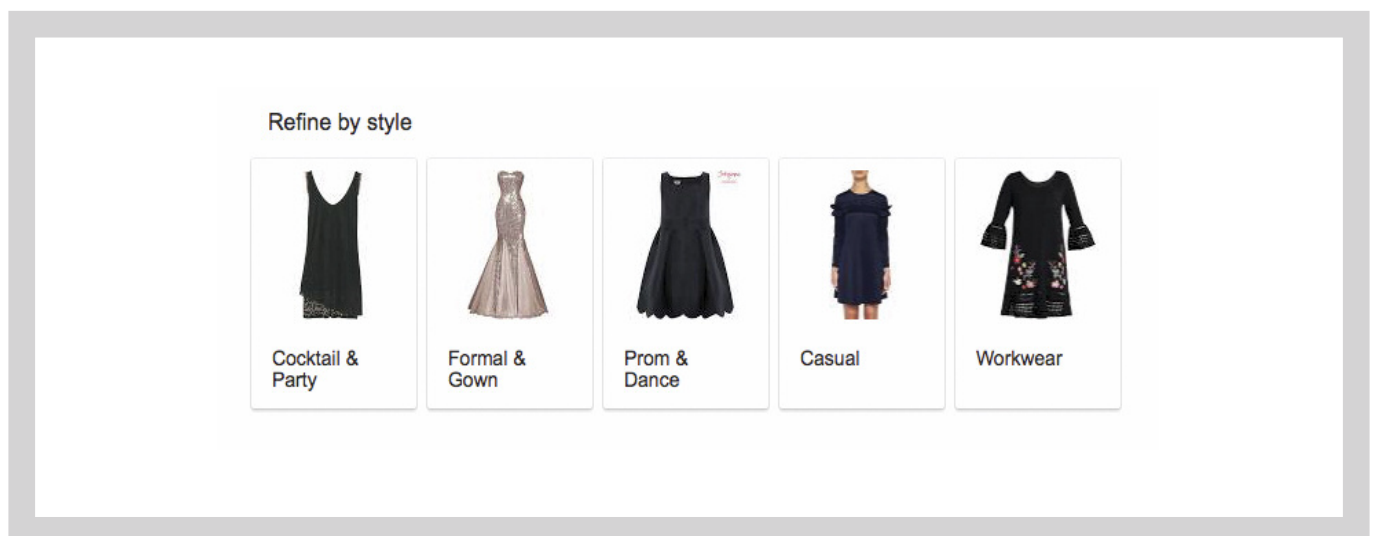 Refine by style
Cocktail &
Party
Formal &
Gown
Prom &
Dance
Casual
Workwear